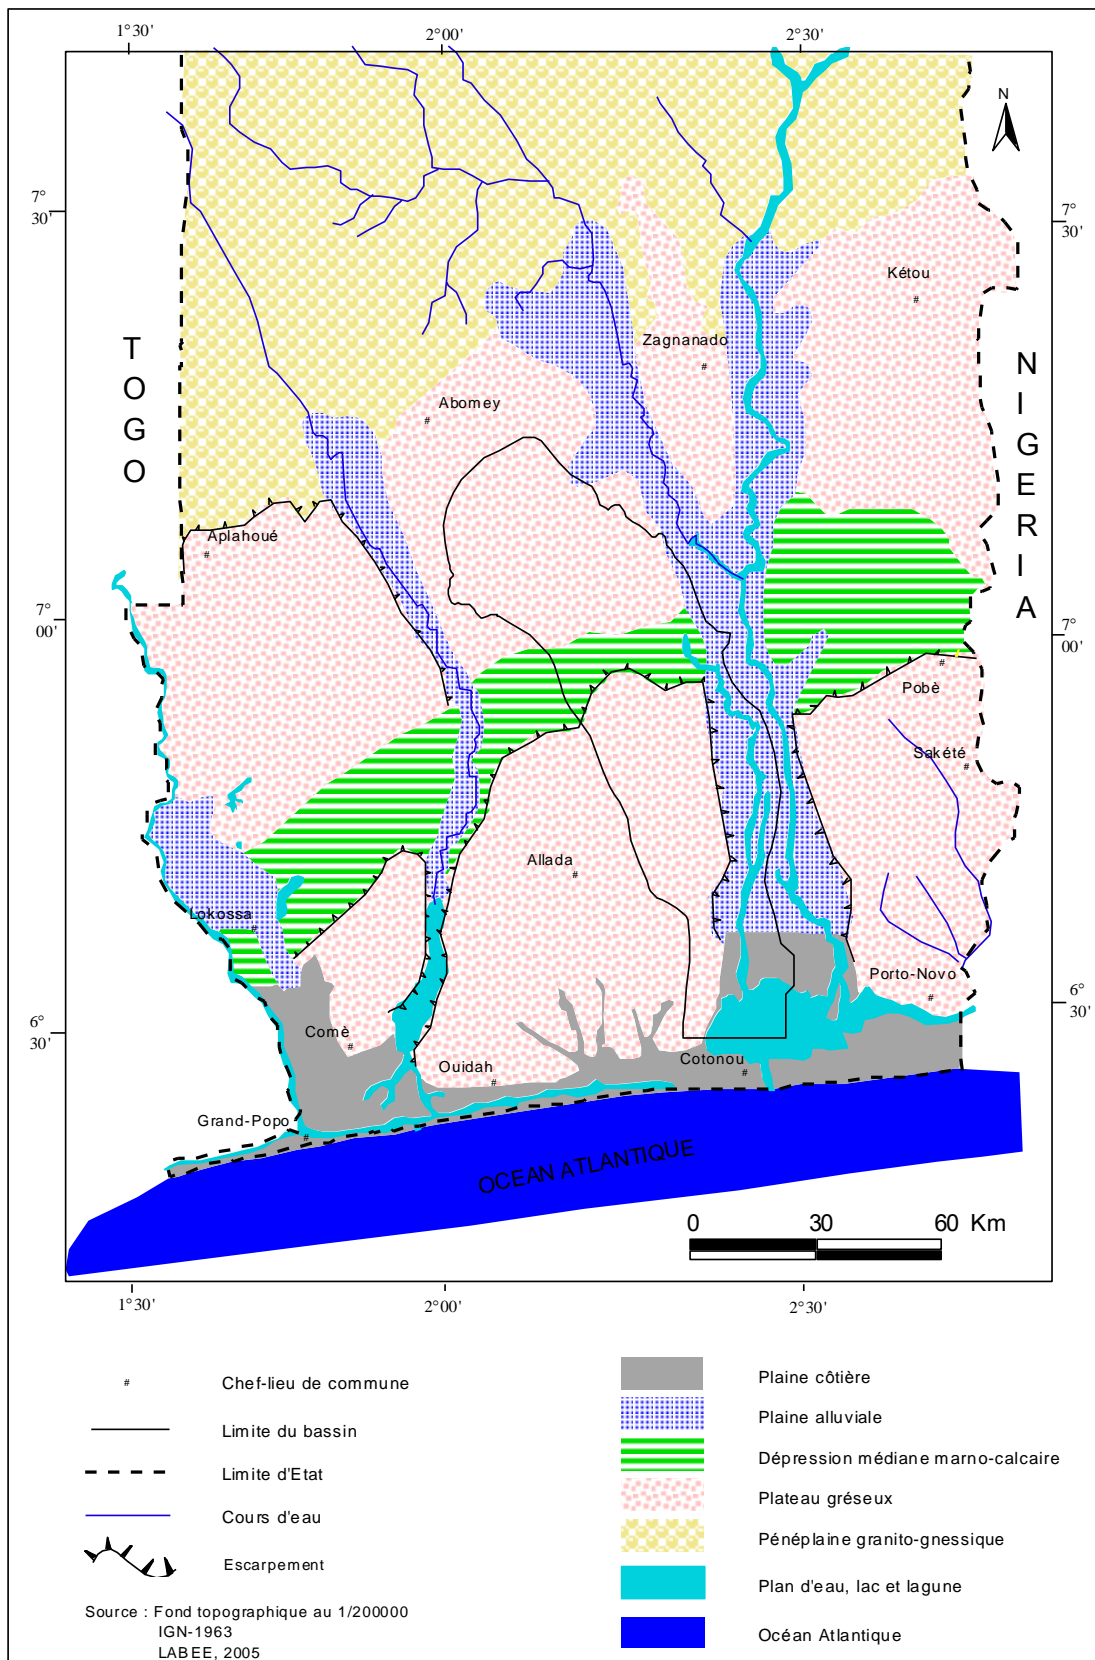 1°30'
2°00'
2°30'
N
7°
30'
7°
30'
Kétou
Zagnanado
TOGO
NIGERIA
Abomey
Aplahoué
7°
00'
7°
00'
Pobè
Sakété
Allada
Lokossa
Porto-Novo
6°
30'
6°
30'
Comè
Ouidah
Cotonou
Grand-Popo
OCEAN ATLANTIQUE
0 30 60 Km
1°30'
2°00'
2°30'
Chef-lieu de commune
Limite du bassin
Limite d'Etat
Cours d'eau
Escarpement
Source : Fond topographique au 1/200000
IGN-1963
LABEE, 2005
Plaine côtière
Plaine alluviale
Dépression médiane marno-calcaire
Plateau gréseux
Pénéplaine granito-gnessique
Plan d'eau, lac et lagune
Océan Atlantique